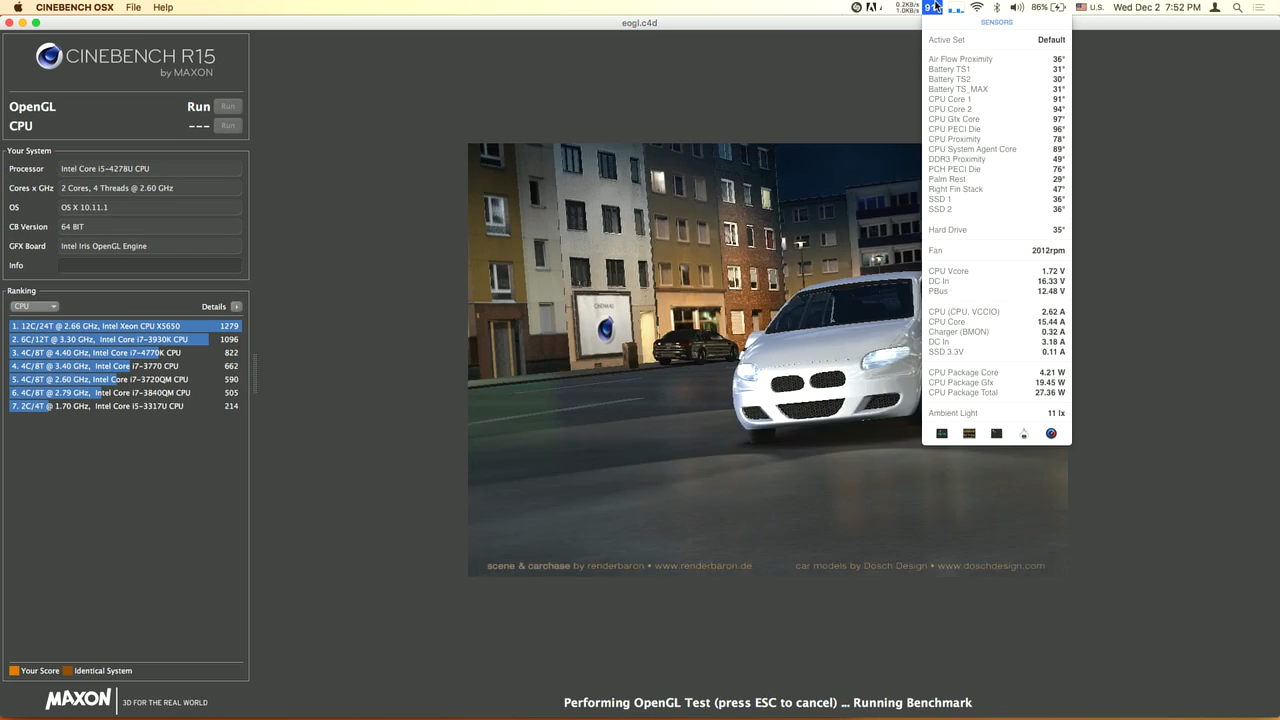 CINEBENCH OSX File Help
0.2KB/s
1.0KB/s
91°
86%
U.S. Wed Dec 2 7:52 PM
eogl.c4d
CINEBENCH R15
by MAXON
OpenGL Run Run
CPU --- Run
Your System
Processor Intel Core i5-4278U CPU
Cores x GHz 2 Cores, 4 Threads @ 2.60 GHz
OS OS X 10.11.1
CB Version 64 BIT
GFX Board Intel Iris OpenGL Engine
Info
Ranking
CPU Details
1. 12C/24T @ 2.66 GHz, Intel Xeon CPU X5650 1279
2. 6C/12T @ 3.30 GHz, Intel Core i7-3930K CPU 1096
3. 4C/8T @ 4.40 GHz, Intel Core i7-4770K CPU 822
4. 4C/8T @ 3.40 GHz, Intel Core i7-3770 CPU 662
5. 4C/8T @ 2.60 GHz, Intel Core i7-3720QM CPU 590
6. 4C/8T @ 2.79 GHz, Intel Core i7-3840QM CPU 505
7. 2C/4T @ 1.70 GHz, Intel Core i5-3317U CPU 214
Your Score Identical System
MAXON 3D FOR THE REAL WORLD
scene & carchase by renderbaron • www.renderbaron.de
car models by Dosch Design • www.doschdesign.com
Performing OpenGL Test (press ESC to cancel) ... Running Benchmark
SENSORS
Active Set Default
Air Flow Proximity 36°
Battery TS1 31°
Battery TS2 30°
Battery TS_MAX 31°
CPU Core 1 91°
CPU Core 2 94°
CPU Gfx Core 97°
CPU PECI Die 96°
CPU Proximity 78°
CPU System Agent Core 89°
DDR3 Proximity 49°
PCH PECI Die 76°
Palm Rest 29°
Right Fin Stack 47°
SSD 1 36°
SSD 2 36°
Hard Drive 35°
Fan 2012rpm
CPU Vcore 1.72 V
DC In 16.33 V
PBus 12.48 V
CPU (CPU, VCCIO) 2.62 A
CPU Core 15.44 A
Charger (BMON) 0.32 A
DC In 3.18 A
SSD 3.3V 0.11 A
CPU Package Core 4.21 W
CPU Package Gfx 19.45 W
CPU Package Total 27.36 W
Ambient Light 11 lx